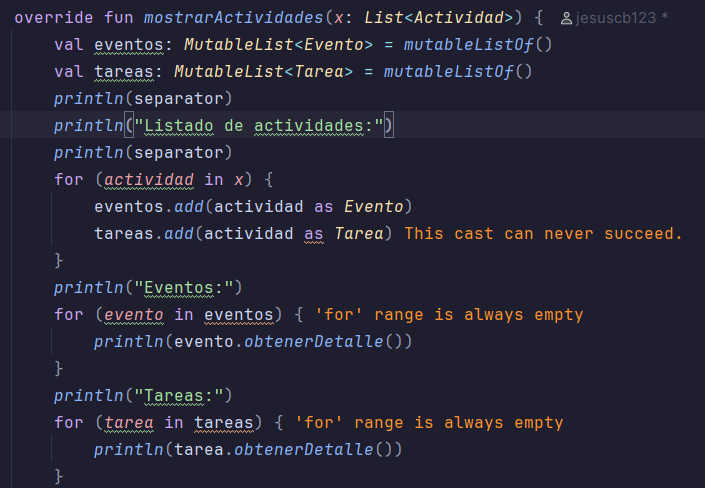 override fun mostrarActividades(x: List<Actividad>) { jesuscb123 *
val eventos: MutableList<Evento> = mutableListOf()
val tareas: MutableList<Tarea> = mutableListOf()
println(separator)
println("Listado de actividades:")
println(separator)
for (actividad in x) {
eventos.add(actividad as Evento)
tareas.add(actividad as Tarea) This cast can never succeed.
}
println("Eventos:")
for (evento in eventos) { 'for' range is always empty
println(evento.obtenerDetalle())
}
println("Tareas:")
for (tarea in tareas) { 'for' range is always empty
println(tarea.obtenerDetalle())
}